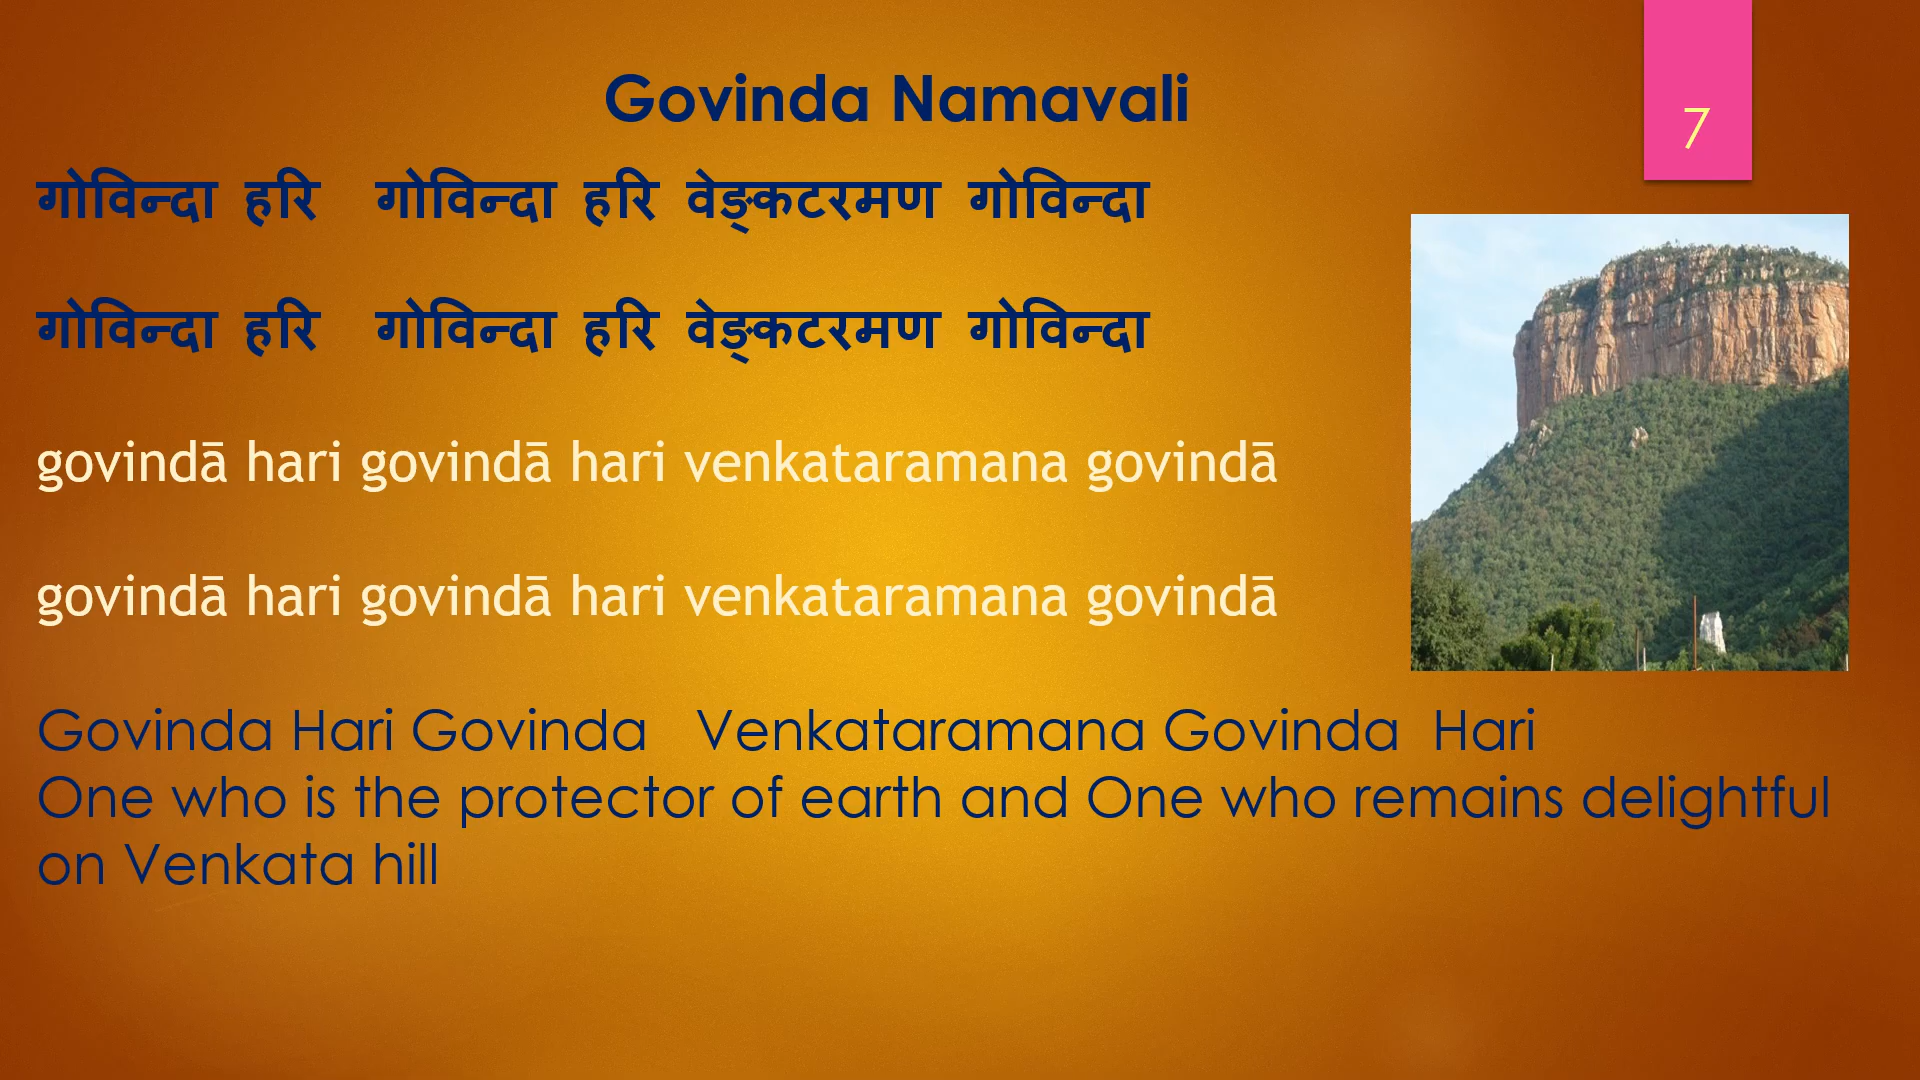 Govinda Namavali
7
गोविन्दा हरि गोविन्दा हरि वेङ्कटरमण गोविन्दा
गोविन्दा हरि गोविन्दा हरि वेङ्कटरमण गोविन्दा
govindā hari govindā hari venkataramana govindā
govindā hari govindā hari venkataramana govindā
Govinda Hari Govinda Venkataramana Govinda Hari
One who is the protector of earth and One who remains delightful
on Venkata hill